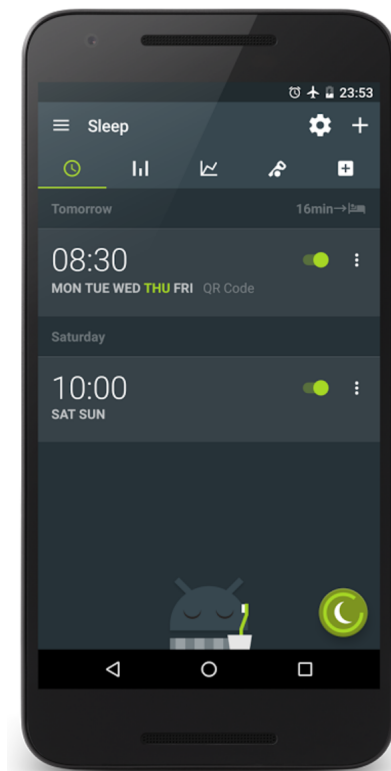 23:53
Sleep
Tomorrow 16min→
08:30
MON TUE WED THU FRI QR Code
Saturday
10:00
SAT SUN